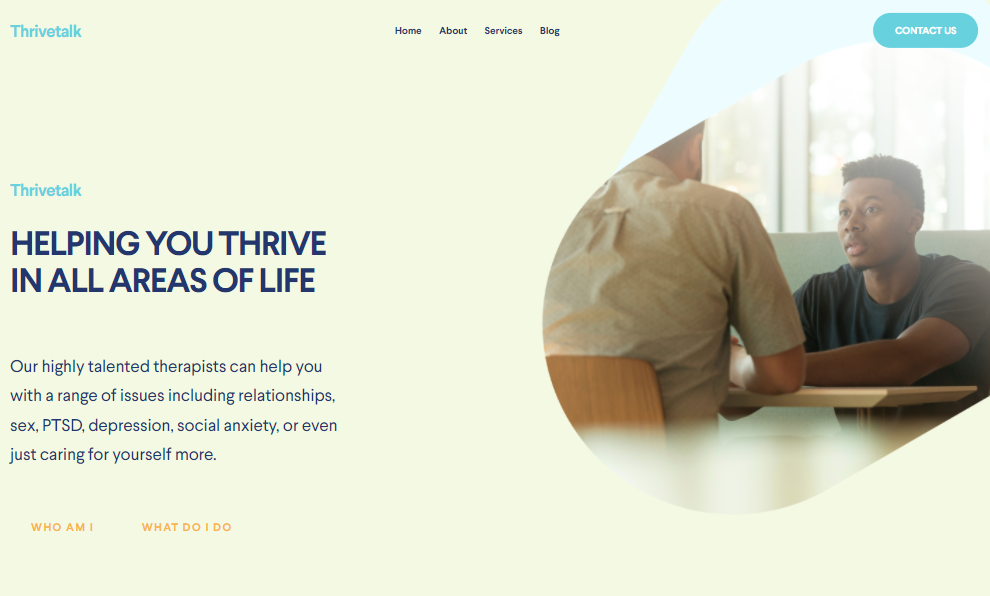 Thrivetalk
Home About Services Blog
CONTACT US
Thrivetalk
HELPING YOU THRIVE
IN ALL AREAS OF LIFE
Our highly talented therapists can help you
with a range of issues including relationships,
sex, PTSD, depression, social anxiety, or even
just caring for yourself more.
WHO AM I WHAT DO I DO